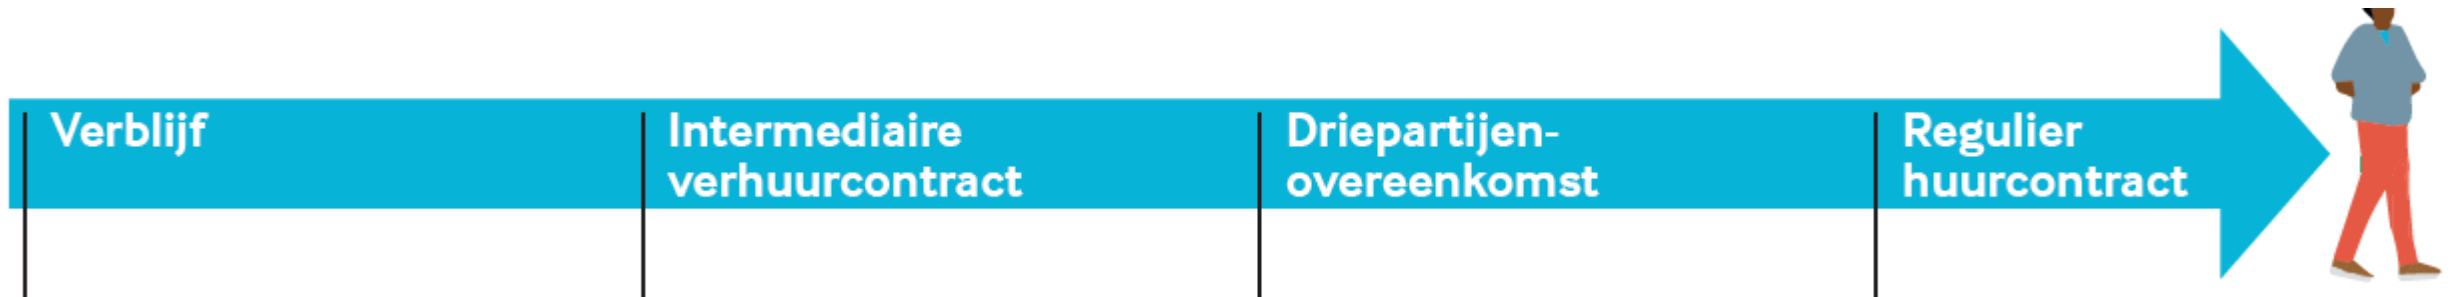 Verblijf
Intermediaire
verhuurcontract
Driepartijen-
overeenkomst
Regulier
huurcontract